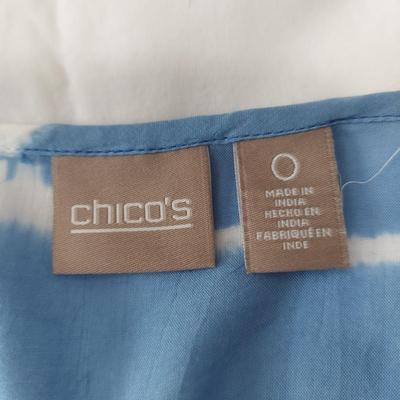 chico's
0
MADE IN
INDIA
HECHO EN
INDIA
FABRIQUÉ EN
INDE